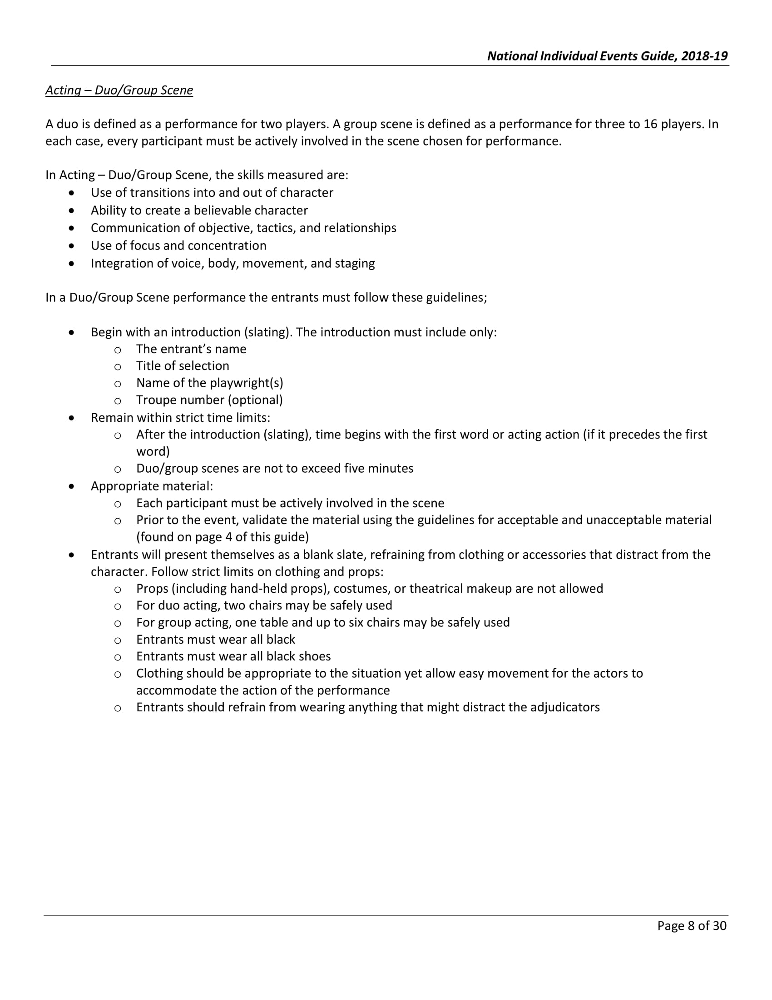 National Individual Events Guide, 2018-19
Acting – Duo/Group Scene
A duo is defined as a performance for two players. A group scene is defined as a performance for three to 16 players. In
each case, every participant must be actively involved in the scene chosen for performance.
In Acting – Duo/Group Scene, the skills measured are:
• Use of transitions into and out of character
• Ability to create a believable character
• Communication of objective, tactics, and relationships
• Use of focus and concentration
• Integration of voice, body, movement, and staging
In a Duo/Group Scene performance the entrants must follow these guidelines;
• Begin with an introduction (slating). The introduction must include only:
o The entrant’s name
o Title of selection
o Name of the playwright(s)
o Troupe number (optional)
• Remain within strict time limits:
o After the introduction (slating), time begins with the first word or acting action (if it precedes the first
word)
o Duo/group scenes are not to exceed five minutes
• Appropriate material:
o Each participant must be actively involved in the scene
o Prior to the event, validate the material using the guidelines for acceptable and unacceptable material
(found on page 4 of this guide)
• Entrants will present themselves as a blank slate, refraining from clothing or accessories that distract from the
character. Follow strict limits on clothing and props:
o Props (including hand-held props), costumes, or theatrical makeup are not allowed
o For duo acting, two chairs may be safely used
o For group acting, one table and up to six chairs may be safely used
o Entrants must wear all black
o Entrants must wear all black shoes
o Clothing should be appropriate to the situation yet allow easy movement for the actors to
accommodate the action of the performance
o Entrants should refrain from wearing anything that might distract the adjudicators
Page 8 of 30